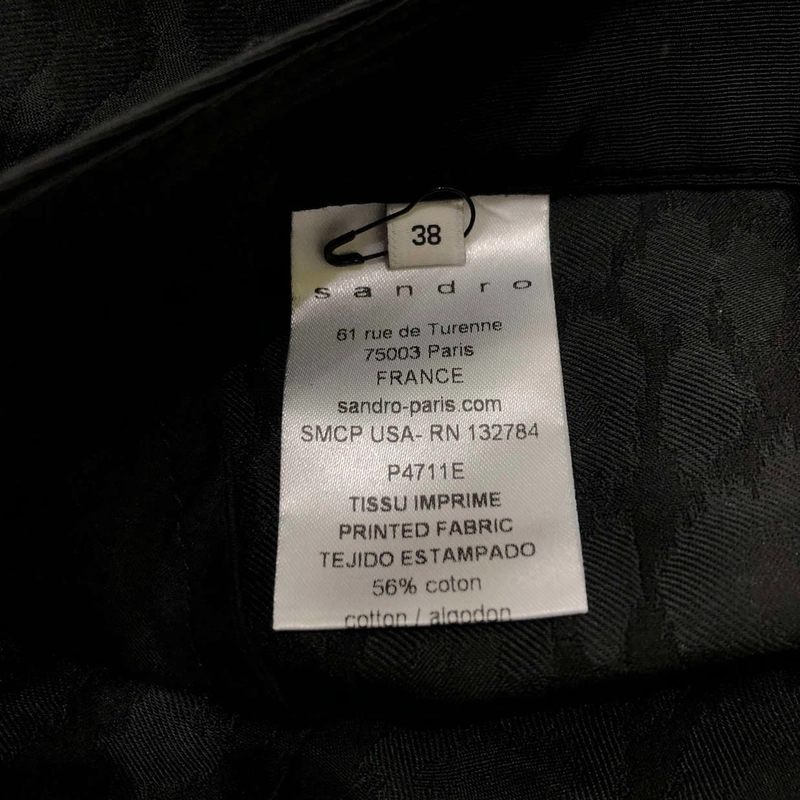 38
sandro
61 rue de Turenne
75003 Paris
FRANCE
sandro-paris.com
SMCP USA- RN 132784
P4711E
TISSU IMPRIME
PRINTED FABRIC
TEJIDO ESTAMPADO
56% coton
cotton / algodon